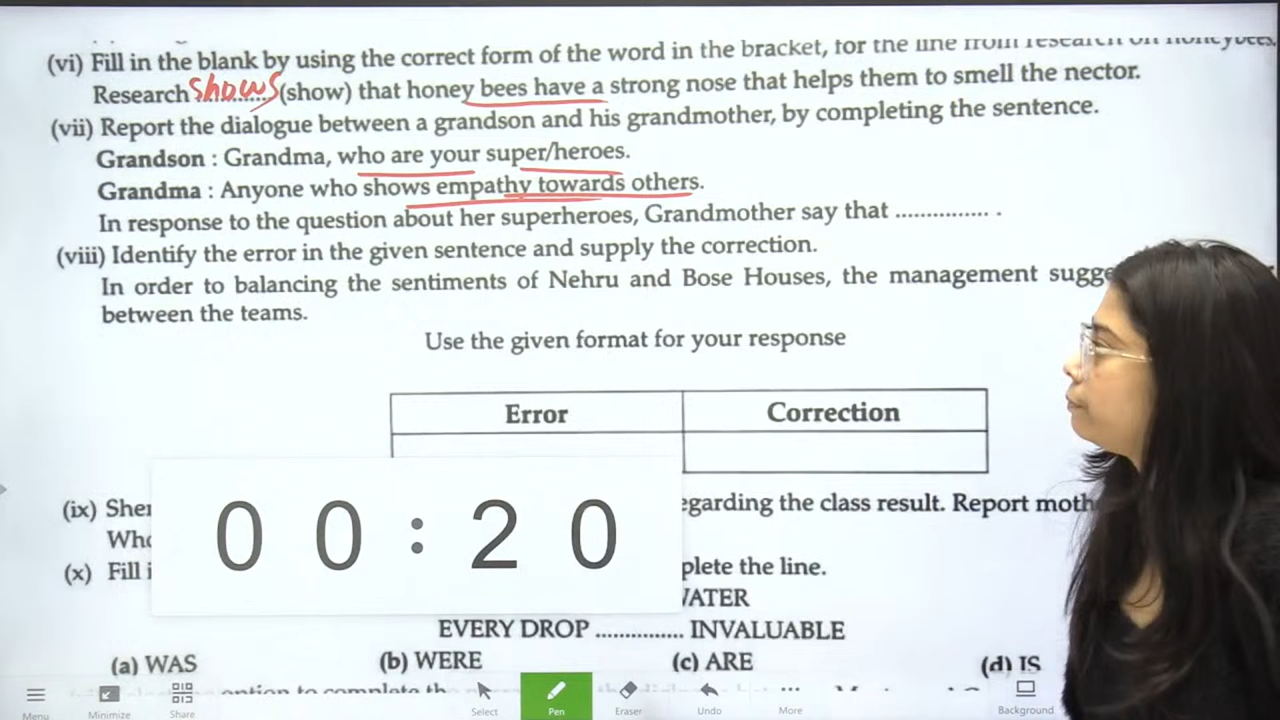 (vi) Fill in the blank by using the correct form of the word in the bracket, for the line from research on honeybees.
Research shows (show) that honey bees have a strong nose that helps them to smell the nector.
(vii) Report the dialogue between a grandson and his grandmother, by completing the sentence.
Grandson : Grandma, who are your super/heroes.
Grandma : Anyone who shows empathy towards others.
In response to the question about her superheroes, Grandmother say that ............... .
(viii) Identify the error in the given sentence and supply the correction.
In order to balancing the sentiments of Nehru and Bose Houses, the management sugge
between the teams.
Use the given format for your response
Error Correction
(ix) Sher egarding the class result. Report moth
Who
(x) Fill i plete the line.
00:20
ATER
EVERY DROP ............... INVALUABLE
(a) WAS (b) WERE (c) ARE (d) IS
option to complete th
Menu Minimize Share Select Pen Eraser Undo More Background